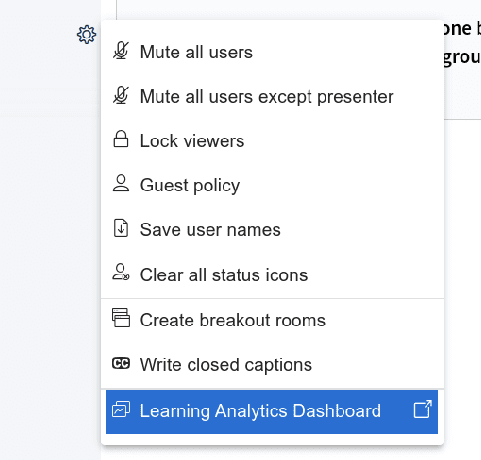 one b
Mute all users
grou
Mute all users except presenter
Lock viewers
Guest policy
Save user names
Clear all status icons
Create breakout rooms
CC Write closed captions
Learning Analytics Dashboard